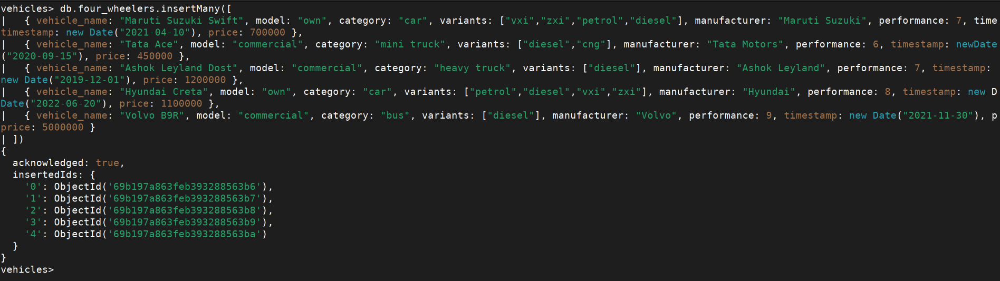 vehicles> db.four_wheelers.insertMany([
|   { vehicle_name: "Maruti Suzuki Swift", model: "own", category: "car", variants: ["vxi","zxi","petrol","diesel"], manufacturer: "Maruti Suzuki", performance: 7, time
timestamp: new Date("2021-04-10"), price: 700000 },
|   { vehicle_name: "Tata Ace", model: "commercial", category: "mini truck", variants: ["diesel","cng"], manufacturer: "Tata Motors", performance: 6, timestamp: newDate
("2020-09-15"), price: 450000 },
|   { vehicle_name: "Ashok Leyland Dost", model: "commercial", category: "heavy truck", variants: ["diesel"], manufacturer: "Ashok Leyland", performance: 7, timestamp:
new Date("2019-12-01"), price: 1200000 },
|   { vehicle_name: "Hyundai Creta", model: "own", category: "car", variants: ["petrol","diesel","vxi","zxi"], manufacturer: "Hyundai", performance: 8, timestamp: new D
Date("2022-06-20"), price: 1100000 },
|   { vehicle_name: "Volvo B9R", model: "commercial", category: "bus", variants: ["diesel"], manufacturer: "Volvo", performance: 9, timestamp: new Date("2021-11-30"), p
price: 5000000 }
| ])
{
  acknowledged: true,
  insertedIds: {
    '0': ObjectId('69b197a863feb393288563b6'),
    '1': ObjectId('69b197a863feb393288563b7'),
    '2': ObjectId('69b197a863feb393288563b8'),
    '3': ObjectId('69b197a863feb393288563b9'),
    '4': ObjectId('69b197a863feb393288563ba')
  }
}
vehicles>